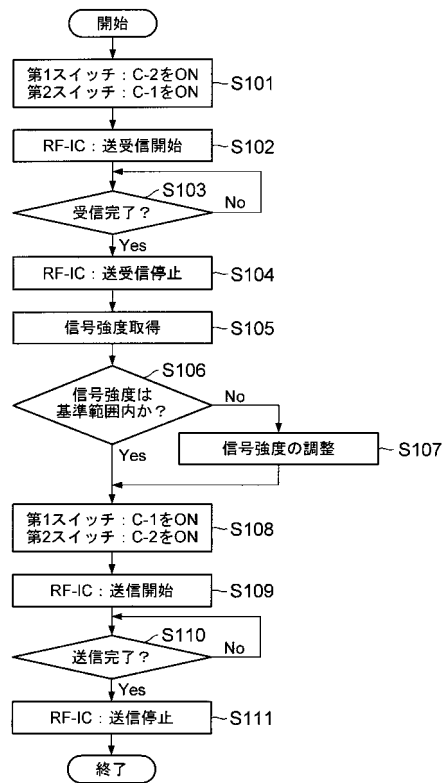 開始
第1スイッチ：C-2をON
第2スイッチ：C-1をON
S101
RF-IC：送受信開始
S102
S103
受信完了？
No
Yes
RF-IC：送受信停止
S104
信号強度取得
S105
S106
信号強度は
基準範囲内か？
No
Yes
信号強度の調整
S107
第1スイッチ：C-1をON
第2スイッチ：C-2をON
S108
RF-IC：送信開始
S109
S110
送信完了？
No
Yes
RF-IC：送信停止
S111
終了